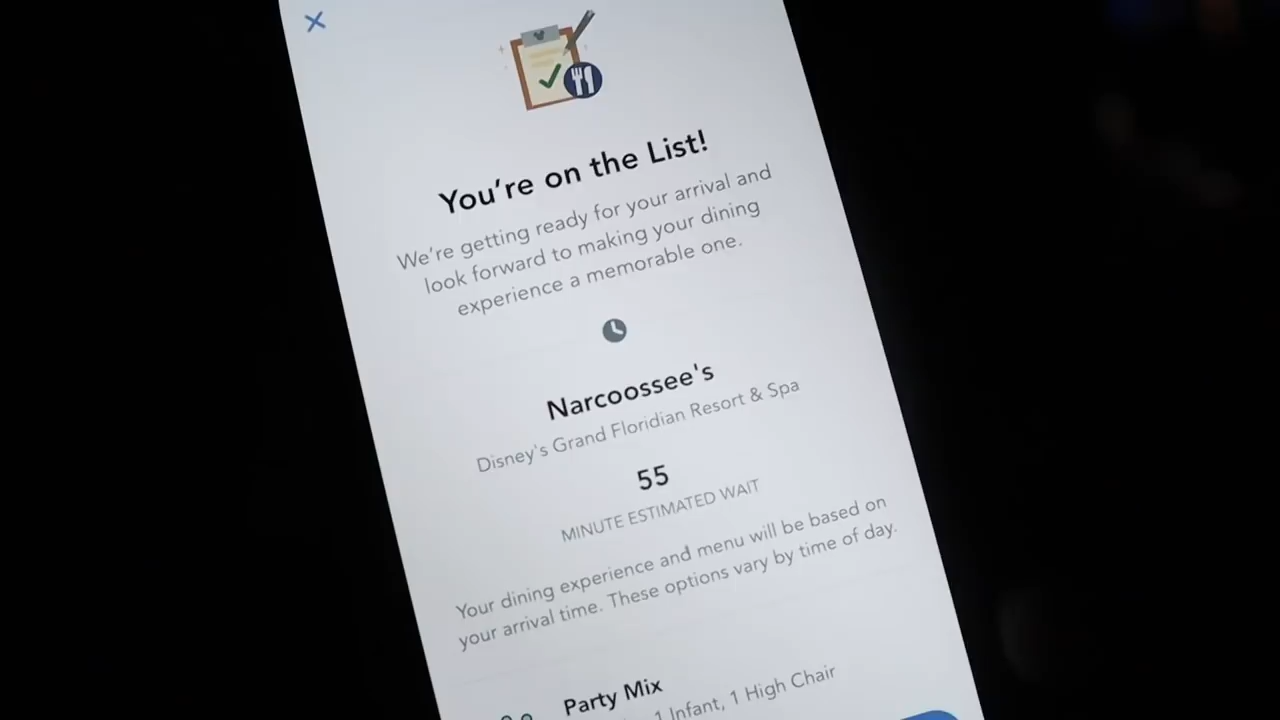 You're on the List!
We're getting ready for your arrival and
look forward to making your dining
experience a memorable one.
Narcoossee's
Disney's Grand Floridian Resort & Spa
55
MINUTE ESTIMATED WAIT
Your dining experience and menu will be based on
your arrival time. These options vary by time of day.
Party Mix
1 Infant, 1 High Chair